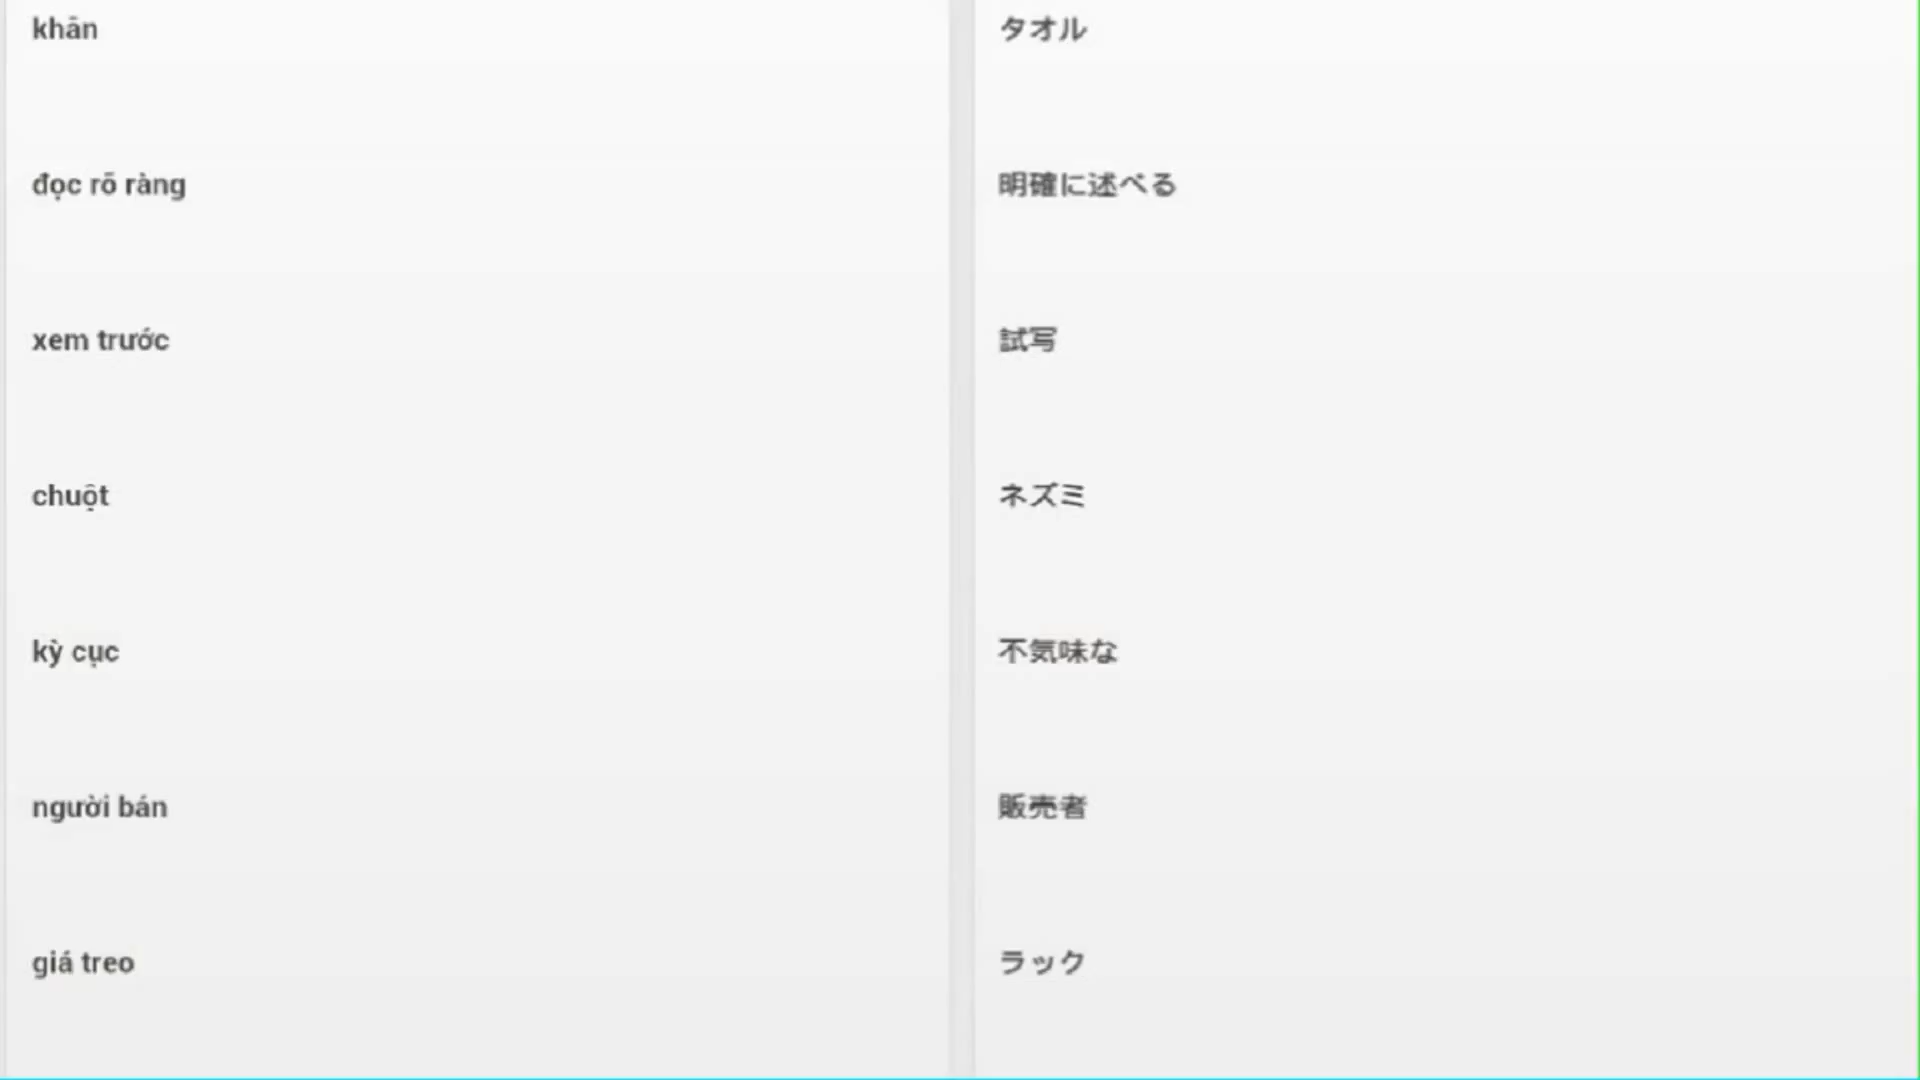 khăn
タオル
đọc rõ ràng
明確に述べる
xem trước
試写
chuột
ネズミ
kỳ cục
不気味な
người bán
販売者
giá treo
ラック